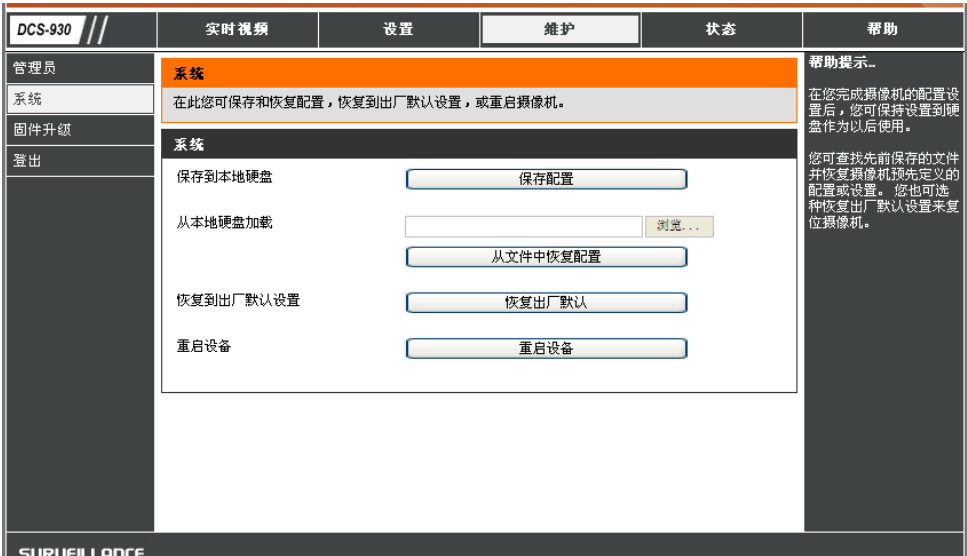 DCS-930
实时视频
设置
维护
状态
帮助
管理员
系统
固件升级
登出
系统
在此您可保存和恢复配置，恢复到出厂默认设置，或重启摄像机。
系统
保存到本地硬盘
保存配置
从本地硬盘加载
浏览...
从文件中恢复配置
恢复到出厂默认设置
恢复出厂默认
重启设备
重启设备
帮助提示..
在您完成摄像机的配置设
置后，您可保持设置到硬
盘作为以后使用。
您可查找先前保存的文件
并恢复摄像机预先定义的
配置或设置。 您也可选
种恢复出厂默认设置来复
位摄像机。
SURVEILLANCE